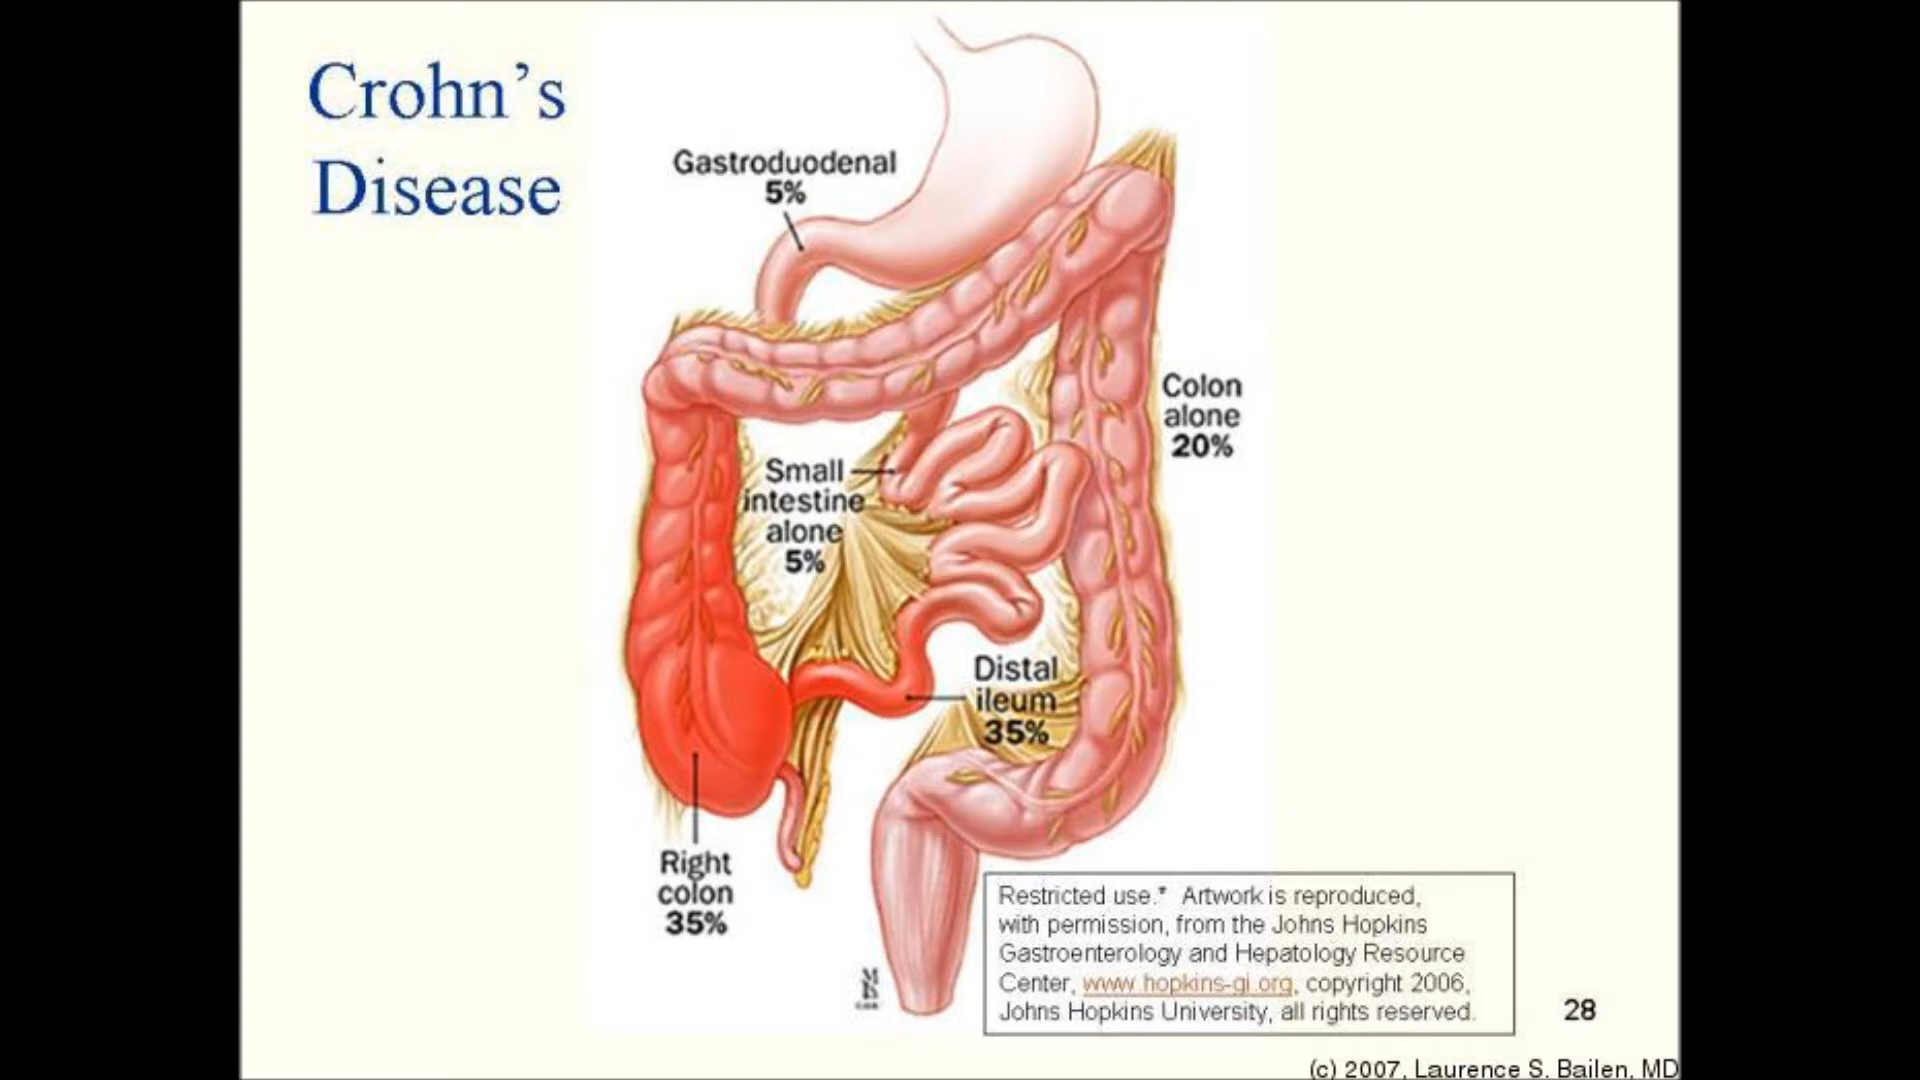 Crohn’s
Disease
Gastroduodenal
5%
Colon
alone
20%
Small
intestine
alone
5%
Distal
ileum
35%
Right
colon
35%
Restricted use.* Artwork is reproduced,
with permission, from the Johns Hopkins
Gastroenterology and Hepatology Resource
Center, www.hopkins-gi.org, copyright 2006,
Johns Hopkins University, all rights reserved.
28
(c) 2007, Laurence S. Bailen, MD